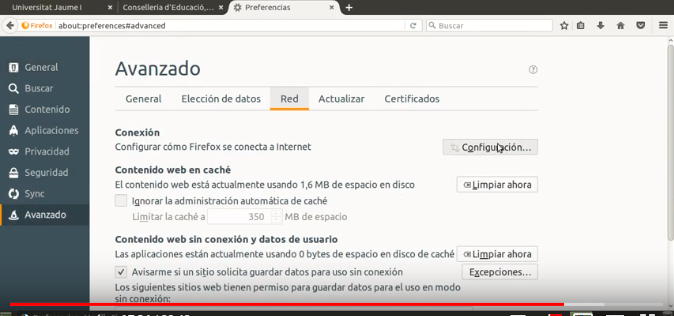 Universitat Jaume I
Conselleria d'Educació,...
Preferencias
Firefox
about:preferences#advanced
Buscar
General
Buscar
Contenido
Aplicaciones
Privacidad
Seguridad
Sync
Avanzado
Avanzado
General Elección de datos Red Actualizar Certificados
Conexión
Configurar cómo Firefox se conecta a Internet
Configuración...
Contenido web en caché
El contenido web está actualmente usando 1,6 MB de espacio en disco
Limpiar ahora
Ignorar la administración automática de caché
Limitar la caché a 350 MB de espacio
Contenido web sin conexión y datos de usuario
Las aplicaciones están actualmente usando 0 bytes de espacio en disco de caché
Limpiar ahora
Avisarme si un sitio solicita guardar datos para uso sin conexión
Excepciones...
Los siguientes sitios web tienen permiso para guardar datos para el uso en modo
sin conexión: